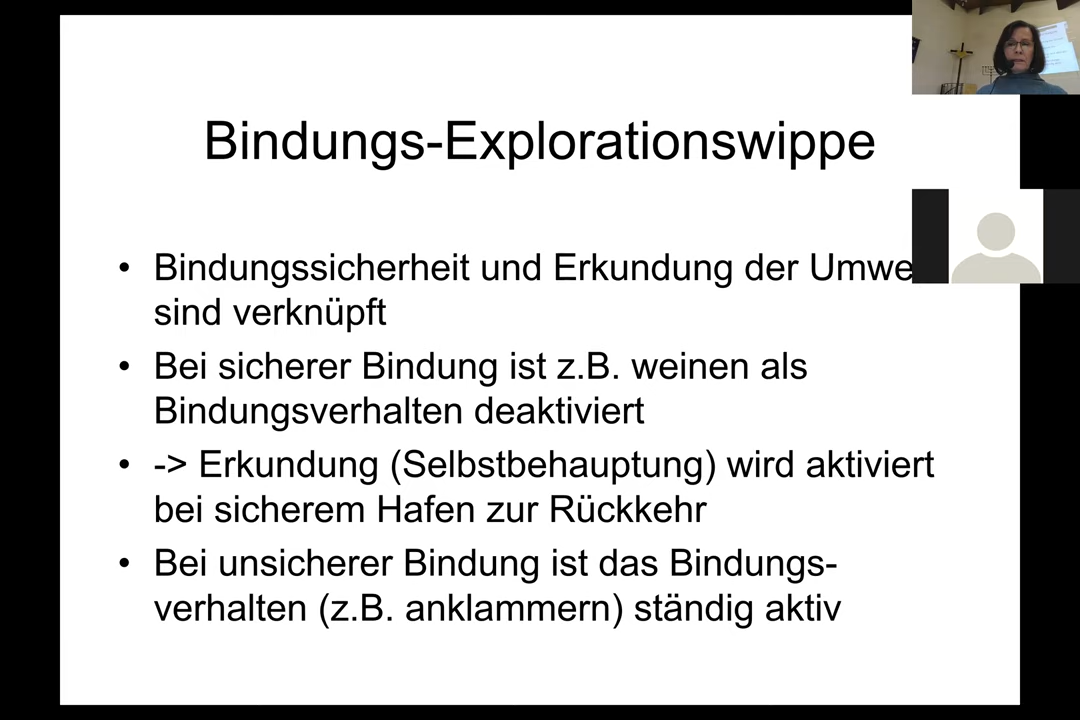 Bindungs-Explorationswippe
• Bindungssicherheit und Erkundung der
sind verknüpft
• Bei sicherer Bindung ist z.B. weinen als
Bindungsverhalten deaktiviert
• -> Erkundung (Selbstbehauptung) wird aktiviert
bei sicherem Hafen zur Rückkehr
• Bei unsicherer Bindung ist das Bindungs-
verhalten (z.B. anklammern) ständig aktiv